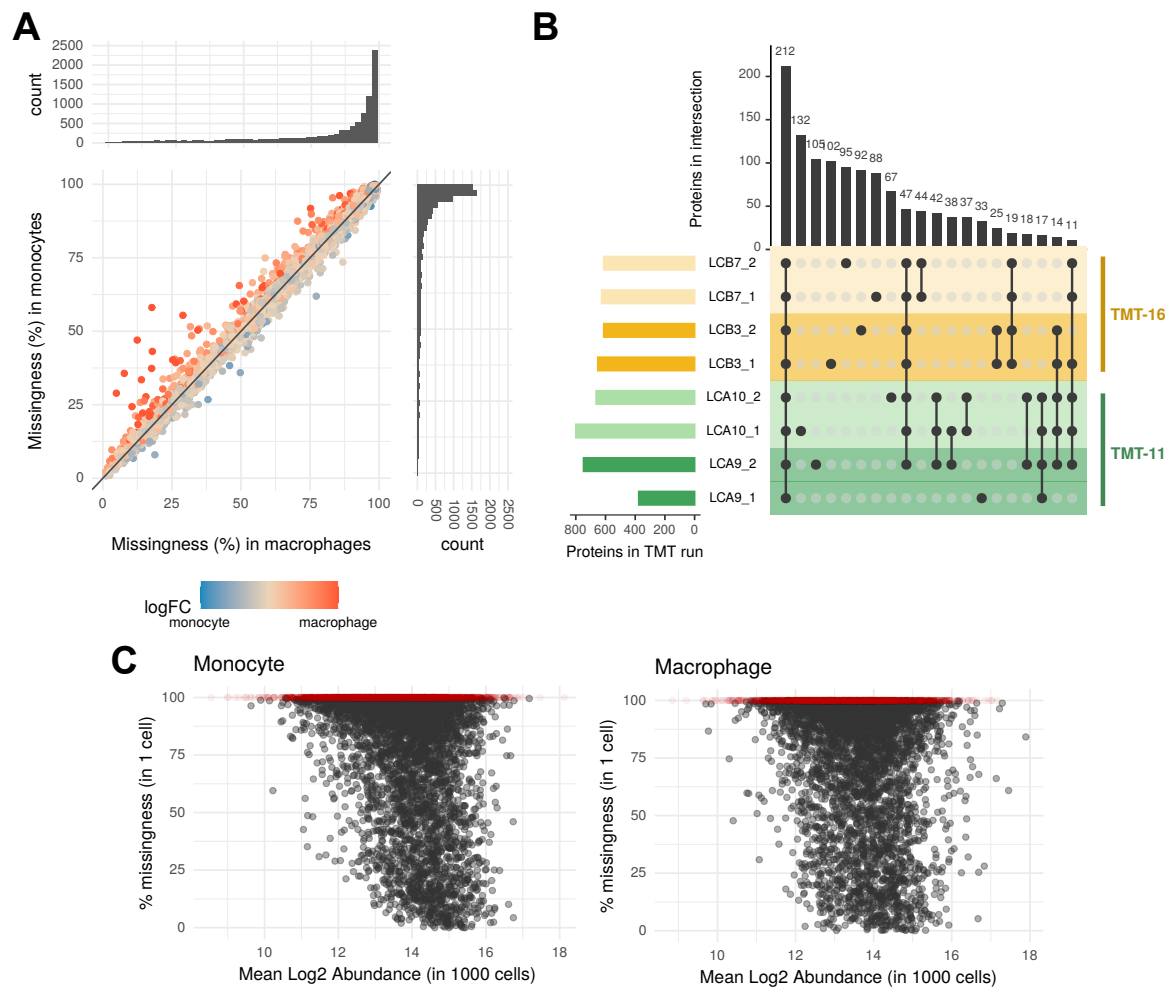 A
2500
2000
1500
1000
500
0
count
100
75
50
25
0
Missingness (%) in monocytes
0 25 50 75 100
Missingness (%) in macrophages
0 500 1000 1500 2000 2500
count
logFC
monocyte macrophage
B
Proteins in intersection
200
150
100
50
0
212 132 105 102 95 92 88 67 47 44 42 38 37 33 25 19 18 17 14 11
LCB7_2
LCB7_1
LCB3_2
LCB3_1
LCA10_2
LCA10_1
LCA9_2
LCA9_1
TMT-16
TMT-11
800 600 400 200 0
Proteins in TMT run
C
Monocyte
100
75
50
25
0
% missingness (in 1 cell)
10 12 14 16 18
Mean Log2 Abundance (in 1000 cells)
Macrophage
100
75
50
25
0
% missingness (in 1 cell)
10 12 14 16 18
Mean Log2 Abundance (in 1000 cells)